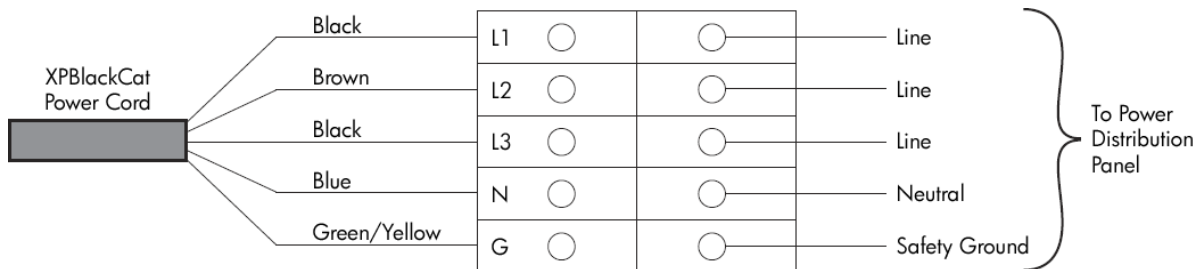 XPBlackCat
Power Cord
Black
L1
Line
Brown
L2
Line
Black
L3
Line
Blue
N
Neutral
Green/Yellow
G
Safety Ground
To Power
Distribution
Panel